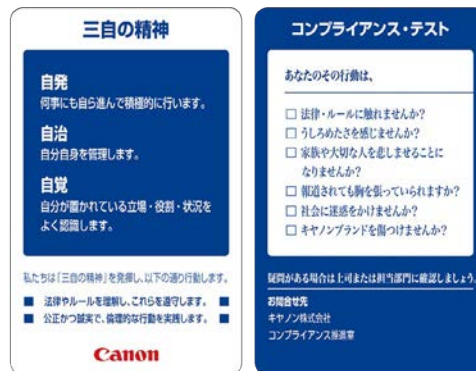 三自の精神
自発
何事にも自ら進んで積極的に行います。
自治
自分自身を管理します。
自覚
自分が置かれている立場・役割・状況を
よく認識します。
私たちは「三自の精神」を発揮し、以下の通り行動します。
■ 法律やルールを理解し、これらを遵守します。 ■
■ 公正かつ誠実で、倫理的な行動を実践します。 ■
Canon
コンプライアンス・テスト
あなたのその行動は、
□ 法律・ルールに触れませんか?
□ うしろめたさを感じませんか?
□ 家族や大切な人を悲しませることに
なりませんか?
□ 報道されても胸を張っていられますか?
□ 社会に迷惑をかけませんか?
□ キヤノンブランドを傷つけませんか?
疑問がある場合は上司または担当部門に確認しましょう。
お問合せ先
キヤノン株式会社
コンプライアンス推進室